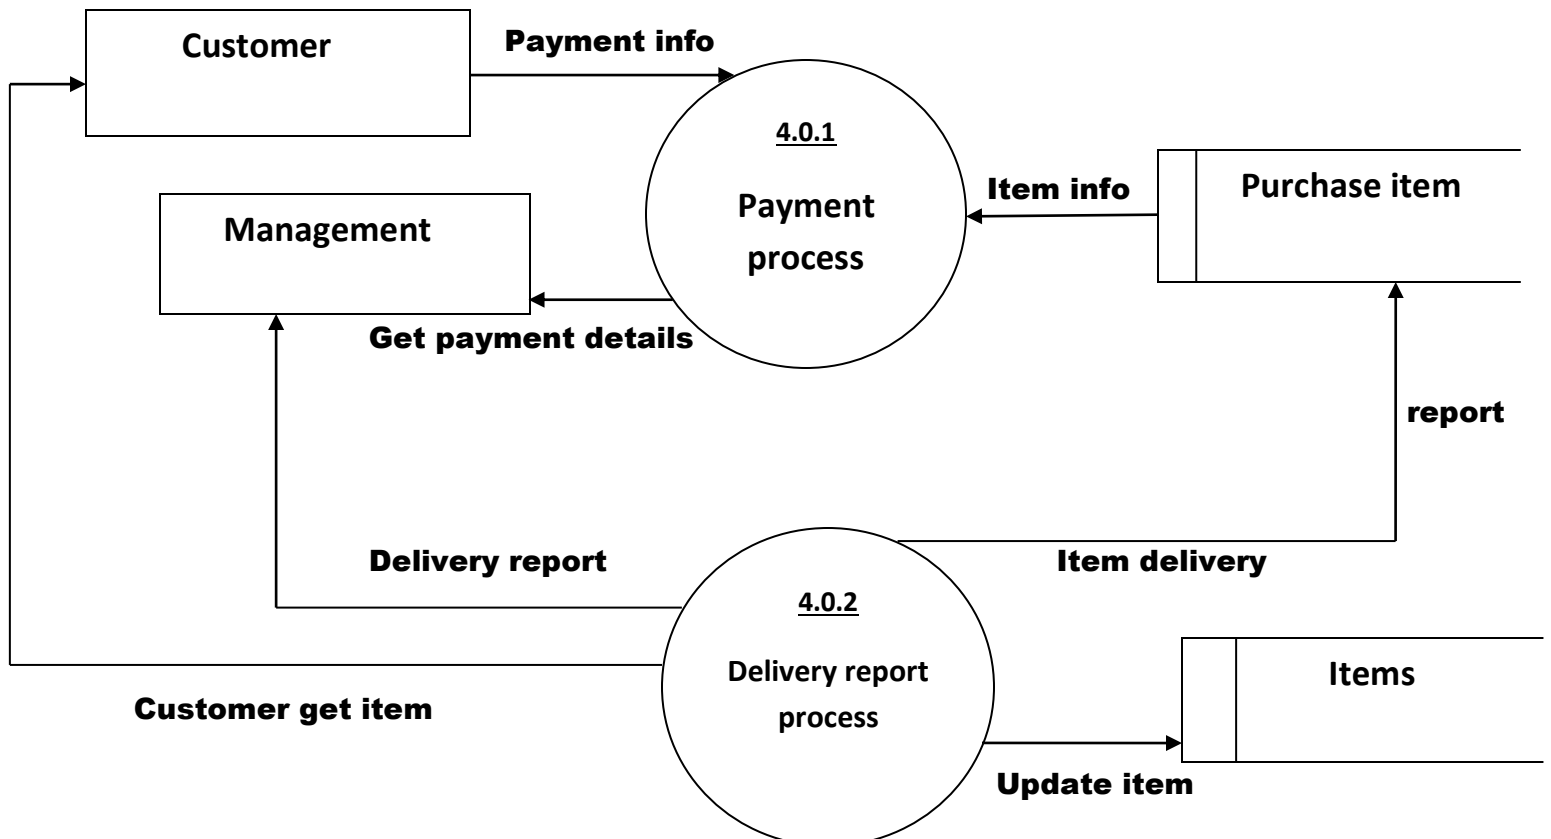 Customer
Payment info
4.0.1
Payment
process
Item info
Purchase item
Management
Get payment details
report
Delivery report
Item delivery
4.0.2
Delivery report
process
Items
Customer get item
Update item